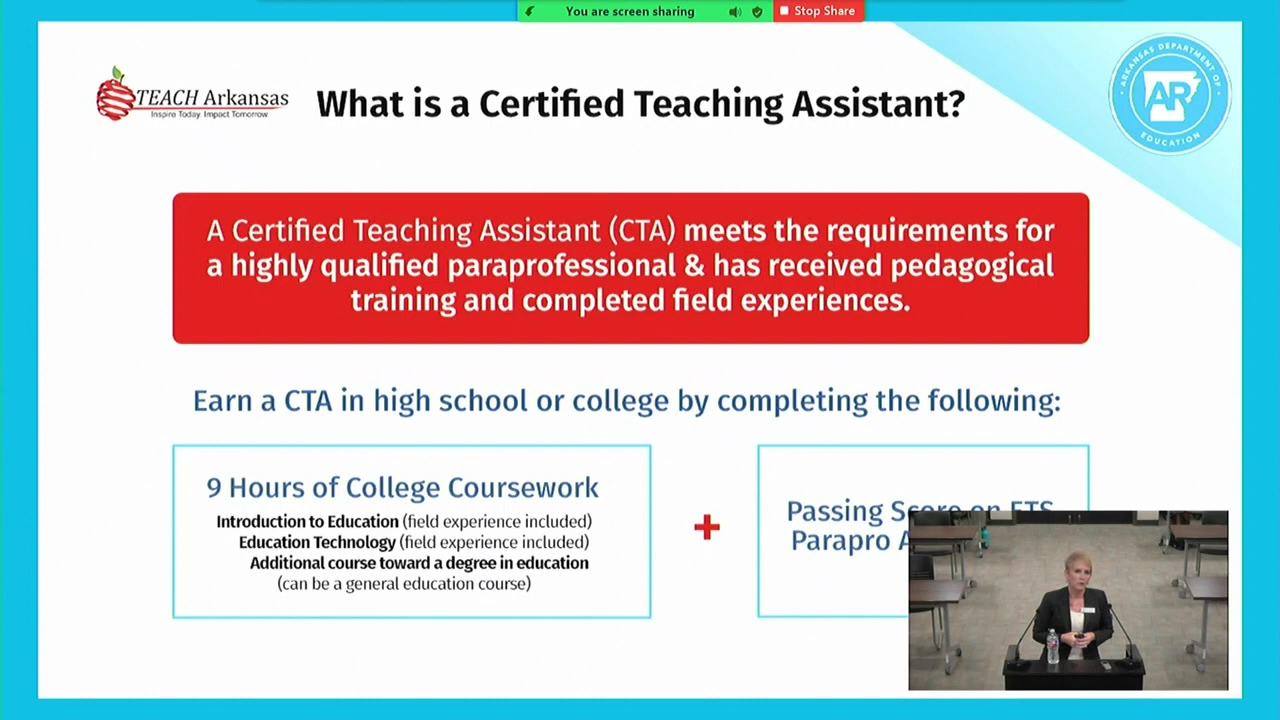 You are screen sharing
Stop Share
TEACH Arkansas
Inspire Today. Impact Tomorrow.
What is a Certified Teaching Assistant?
ARKANSAS DEPARTMENT OF
AR
EDUCATION
A Certified Teaching Assistant (CTA) meets the requirements for
a highly qualified paraprofessional & has received pedagogical
training and completed field experiences.
Earn a CTA in high school or college by completing the following:
9 Hours of College Coursework
Introduction to Education (field experience included)
Education Technology (field experience included)
Additional course toward a degree in education
(can be a general education course)
+
Passing Score on ETS
Parapro A